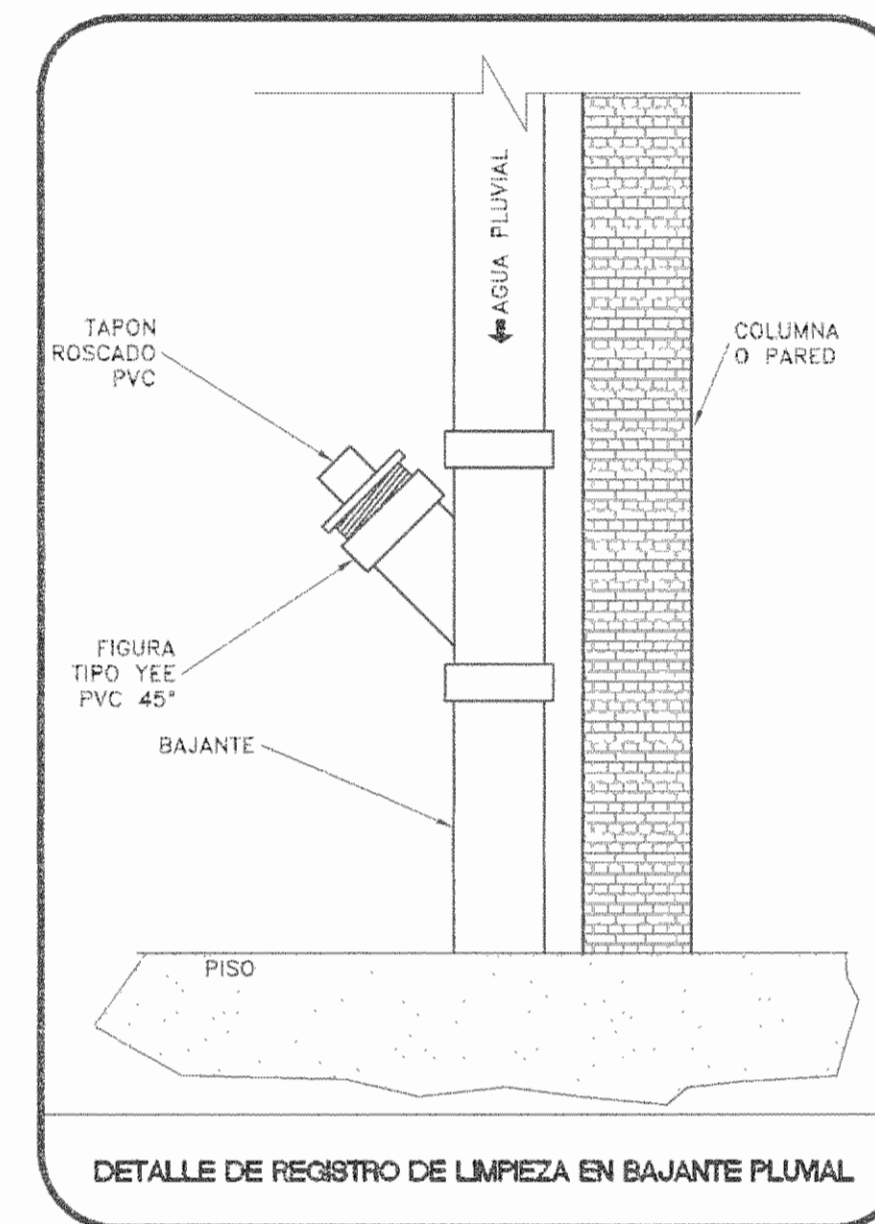 AGUA PLUVIAL
TAPON
ROSCADO
PVC
COLUMNA
O PARED
FIGURA
TIPO YEE
PVC 45°
BAJANTE
PISO
DETALLE DE REGISTRO DE LIMPIEZA EN BAJANTE PLUVIAL